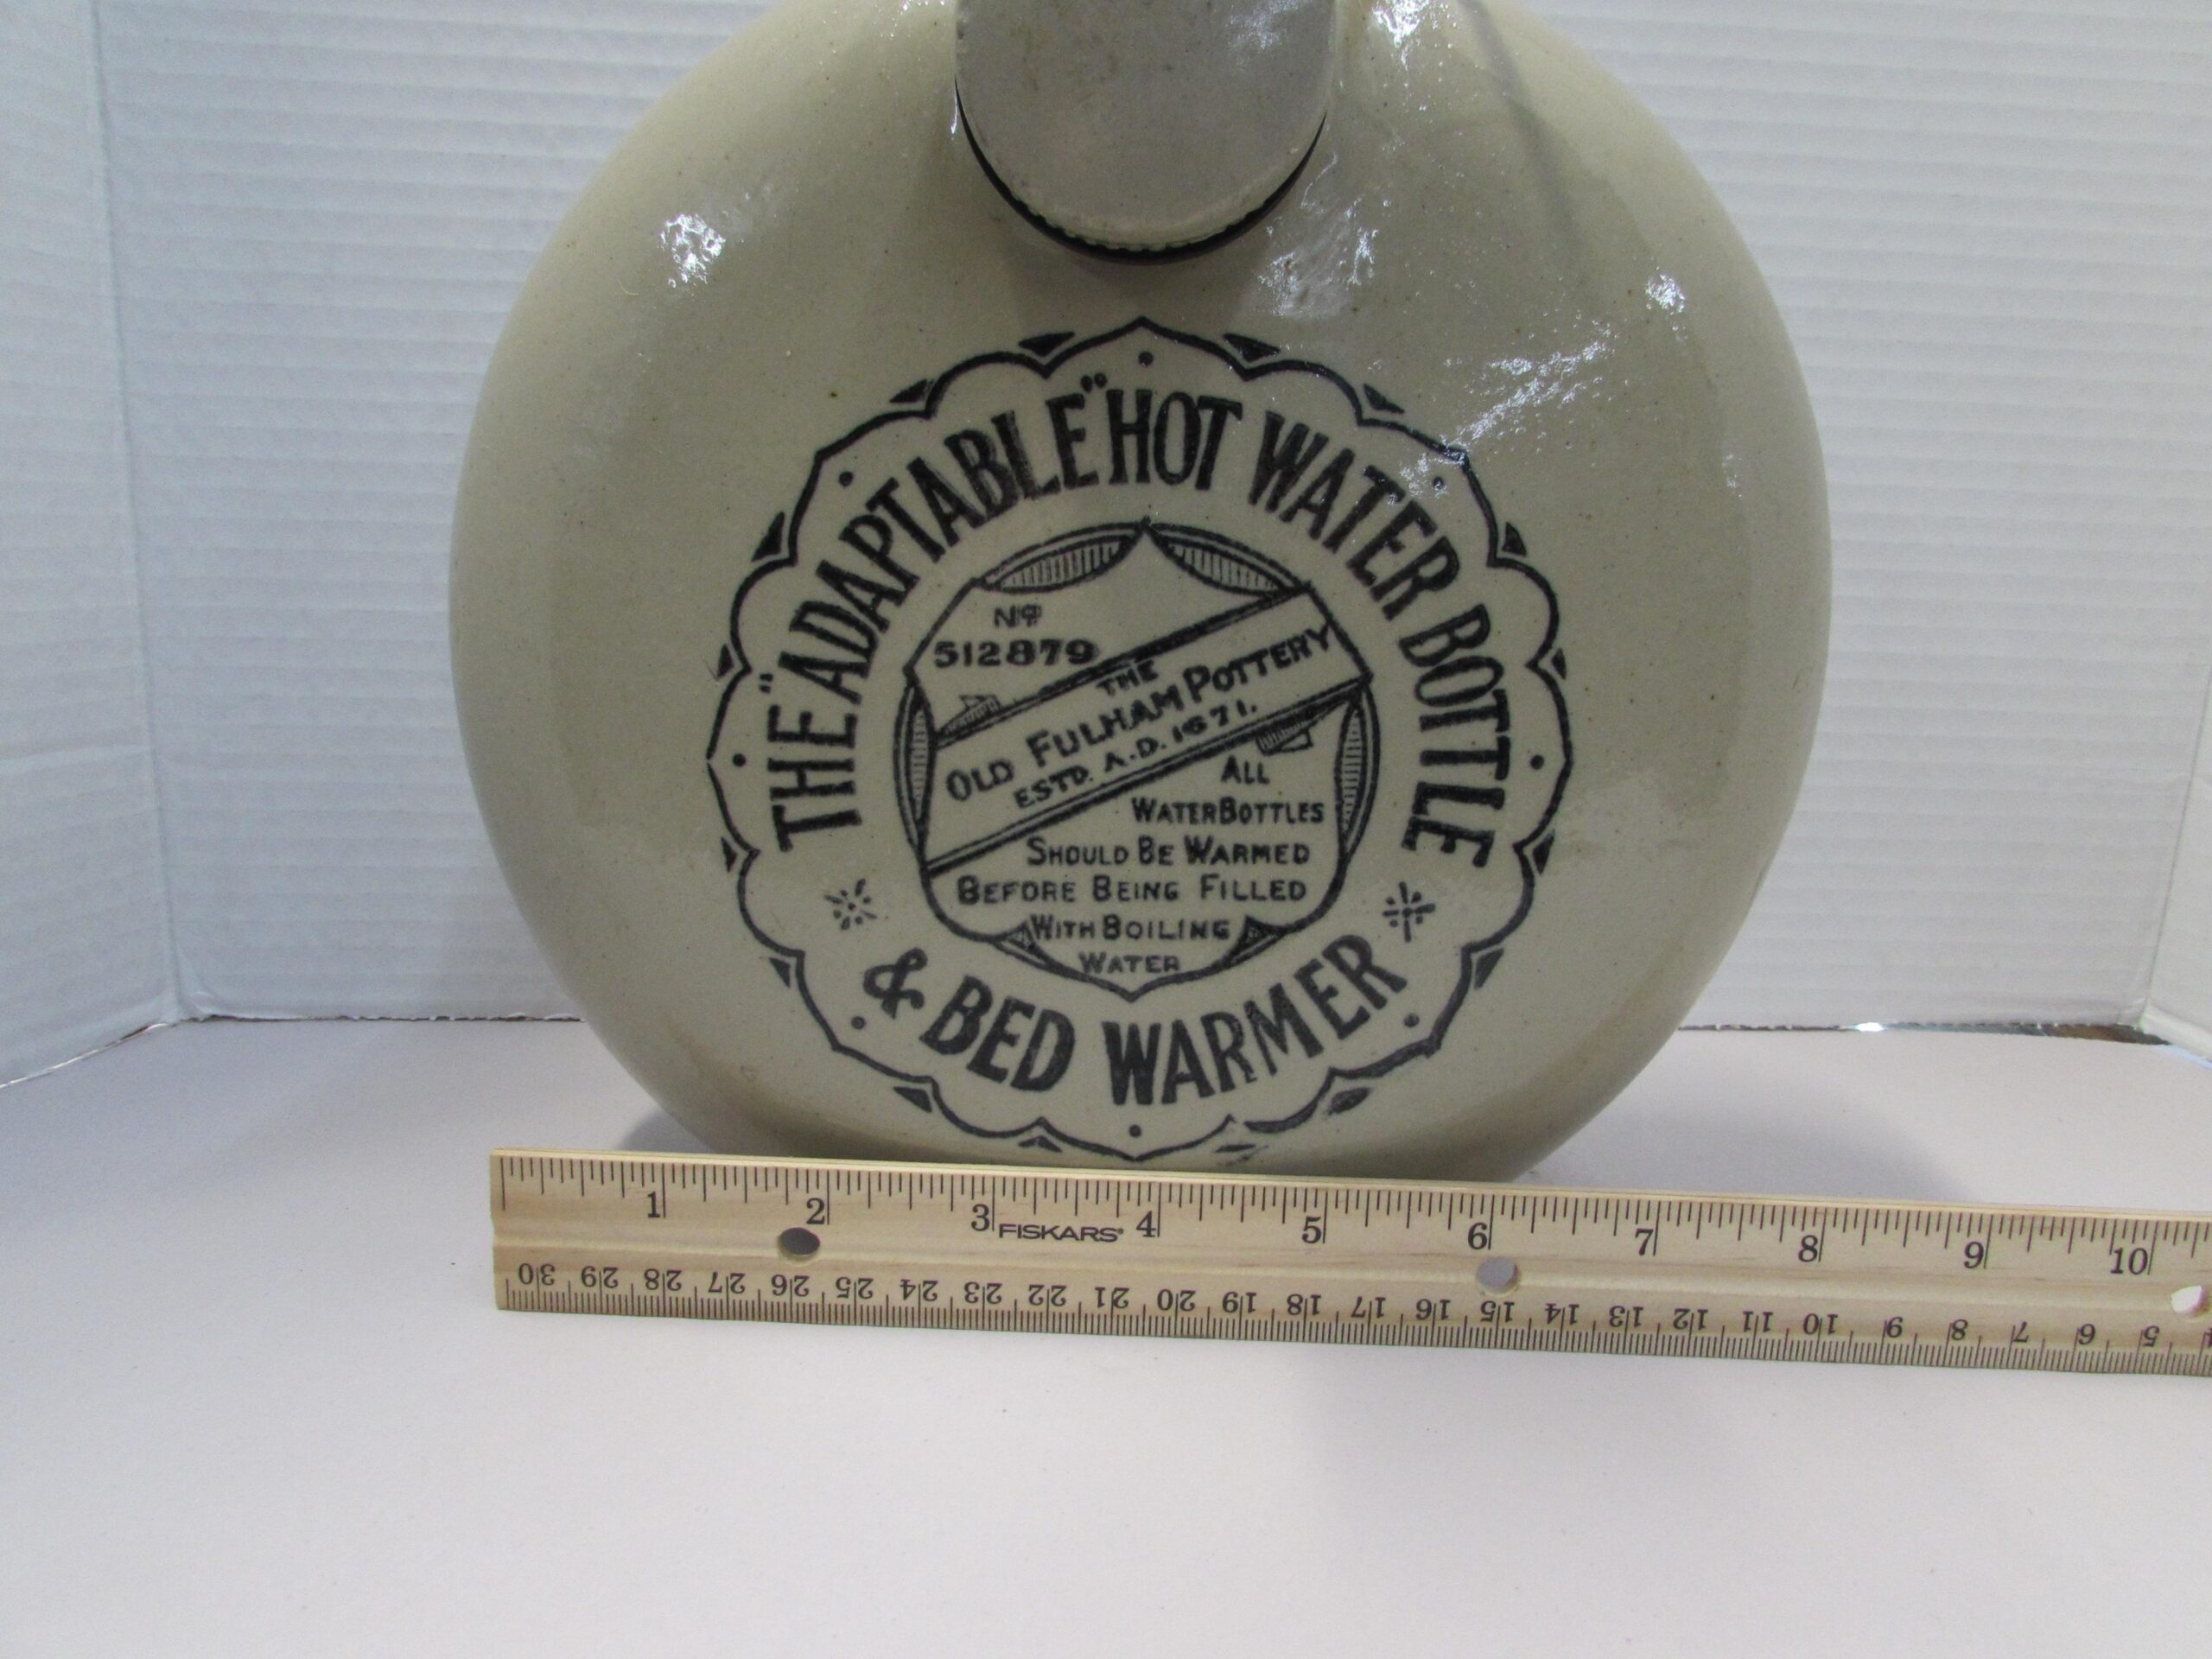 THE "ADAPTABLE" HOT WATER BOTTLE
& BED WARMER
No
512879
THE
OLD FULHAM POTTERY
ESTD. A.D. 1671.
ALL
WATER BOTTLES
SHOULD BE WARMED
BEFORE BEING FILLED
WITH BOILING
WATER
1 2 3 4 5 6 7 8 9 10
FISKARS®
30 29 28 27 26 25 24 23 22 21 20 19 18 17 16 15 14 13 12 11 10 9 8 7 6 5 4